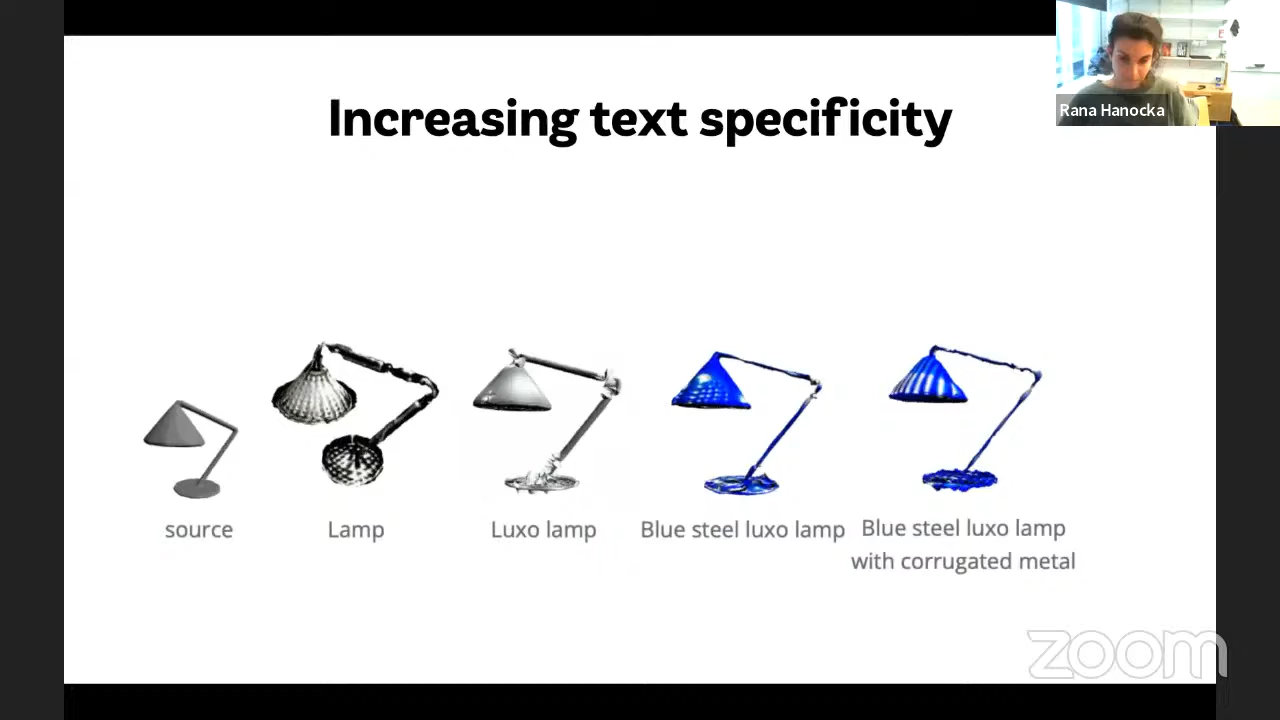 Increasing text specificity
Rana Hanocka
source
Lamp
Luxo lamp
Blue steel luxo lamp
Blue steel luxo lamp
with corrugated metal
zoom